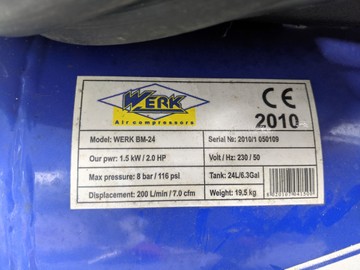 WERK
Air compressors
CE
2010
Model: WERK BM-24
Serial №: 2010/1 050109
Our pwr: 1.5 kW / 2.0 HP
Volt / Hz: 230 / 50
Max pressure: 8 bar / 116 psi
Tank: 24L/6.3Gal
Displacement: 200 L/min / 7.0 cfm
Weight: 19.5 kg